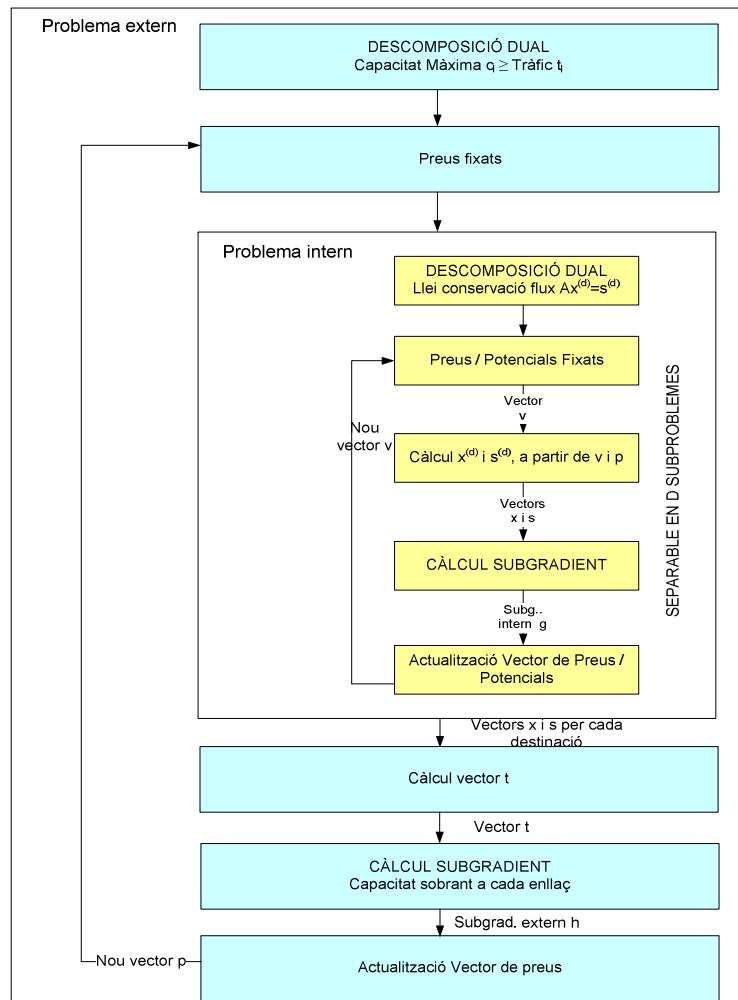 Problema extern
DESCOMPOSICIÓ DUAL
Capacitat Màxima cl ≥ Tràfic tl
Preus fixats
Problema intern
DESCOMPOSICIÓ DUAL
Llei conservació flux Ax(d)=s(d)
Preus / Potencials Fixats
Vector
v
Nou
vector v
Càlcul x(d) i s(d), a partir de v i p
Vectors
x i s
CÀLCUL SUBGRADIENT
Subg..
intern g
Actualització Vector de Preus /
Potencials
SEPARABLE EN D SUBPROBLEMES
Vectors x i s per cada
destinació
Càlcul vector t
Vector t
CÀLCUL SUBGRADIENT
Capacitat sobrant a cada enllaç
Subgrad. extern h
Nou vector p
Actualització Vector de preus